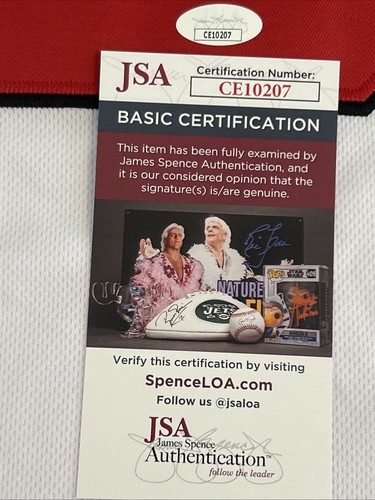 JSA
CE10207
JSA
Certification Number:
CE10207
BASIC CERTIFICATION
This item has been fully examined by
James Spence Authentication, and
it is our considered opinion that the
signature(s) is/are genuine.
NATURE
JETS
Verify this certification by visiting
SpenceLOA.com
Follow us @jsaloa
JSA
James Spence
Authentication™
follow the leader